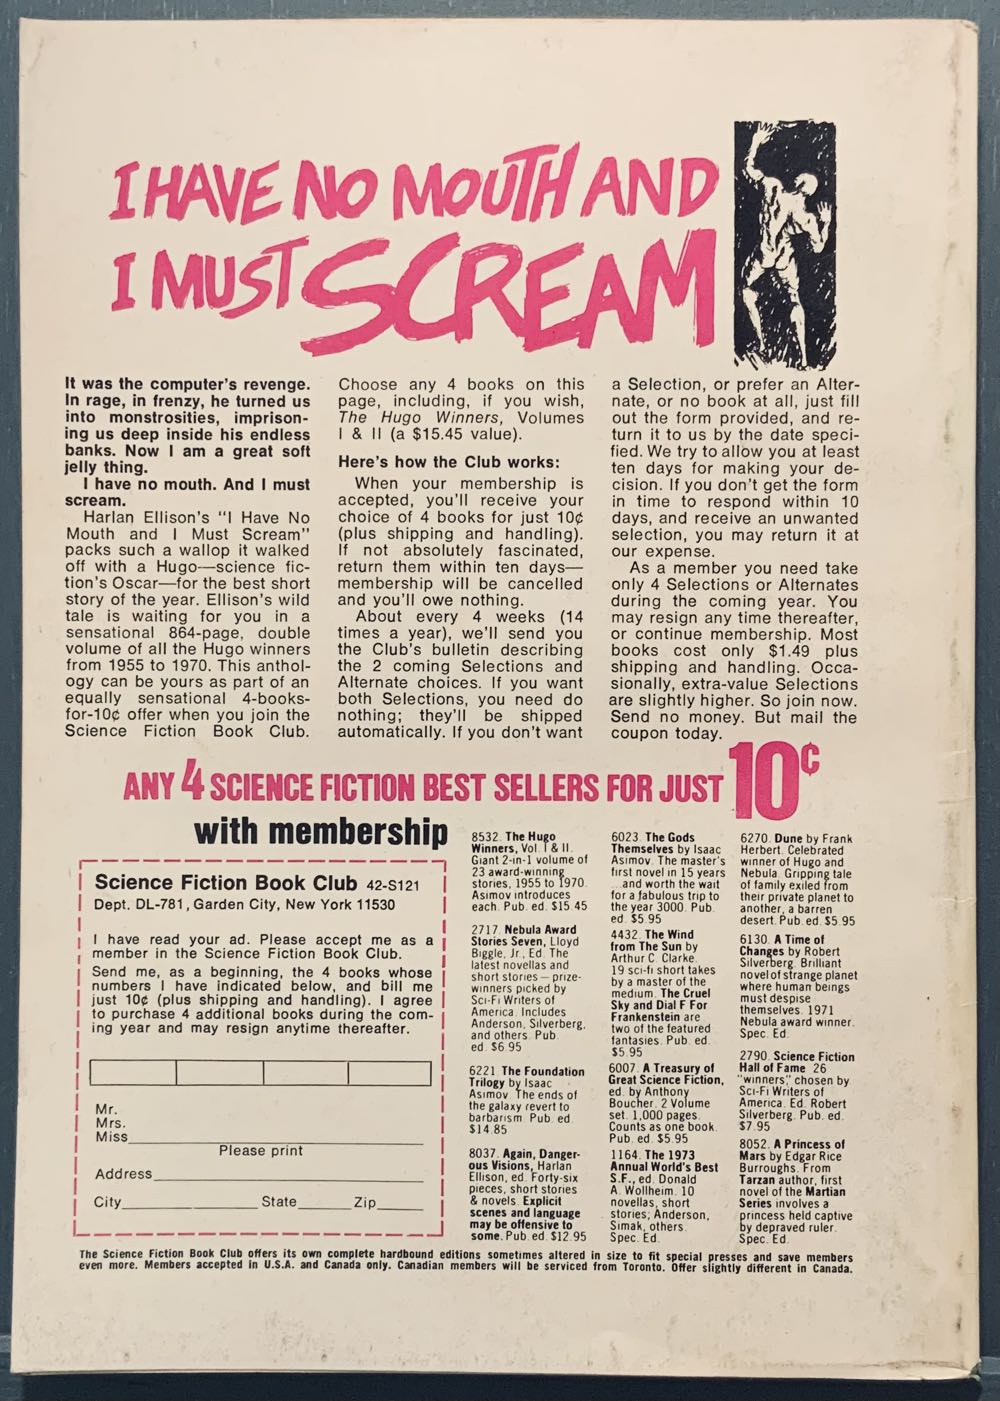 I HAVE NO MOUTH AND
I MUST SCREAM
It was the computer's revenge.
In rage, in frenzy, he turned us
into monstrosities, imprison-
ing us deep inside his endless
banks. Now I am a great soft
jelly thing.
I have no mouth. And I must
scream.
Harlan Ellison's "I Have No
Mouth and I Must Scream"
packs such a wallop it walked
off with a Hugo—science fic-
tion's Oscar—for the best short
story of the year. Ellison's wild
tale is waiting for you in a
sensational 864-page, double
volume of all the Hugo winners
from 1955 to 1970. This anthol-
ogy can be yours as part of an
equally sensational 4-books-
for-10¢ offer when you join the
Science Fiction Book Club.
Choose any 4 books on this
page, including, if you wish,
The Hugo Winners, Volumes
I & II (a $15.45 value).
Here's how the Club works:
When your membership is
accepted, you'll receive your
choice of 4 books for just 10¢
(plus shipping and handling).
If not absolutely fascinated,
return them within ten days—
membership will be cancelled
and you'll owe nothing.
About every 4 weeks (14
times a year), we'll send you
the Club's bulletin describing
the 2 coming Selections and
Alternate choices. If you want
both Selections, you need do
nothing; they'll be shipped
automatically. If you don't want
a Selection, or prefer an Alter-
nate, or no book at all, just fill
out the form provided, and re-
turn it to us by the date speci-
fied. We try to allow you at least
ten days for making your de-
cision. If you don't get the form
in time to respond within 10
days, and receive an unwanted
selection, you may return it at
our expense.
As a member you need take
only 4 Selections or Alternates
during the coming year. You
may resign any time thereafter,
or continue membership. Most
books cost only $1.49 plus
shipping and handling. Occa-
sionally, extra-value Selections
are slightly higher. So join now.
Send no money. But mail the
coupon today.
ANY 4 SCIENCE FICTION BEST SELLERS FOR JUST 10¢
with membership
Science Fiction Book Club 42-S121
Dept. DL-781, Garden City, New York 11530
I have read your ad. Please accept me as a
member in the Science Fiction Book Club.
Send me, as a beginning, the 4 books whose
numbers I have indicated below, and bill me
just 10¢ (plus shipping and handling). I agree
to purchase 4 additional books during the com-
ing year and may resign anytime thereafter.
Mr.
Mrs.
Miss
Please print
Address
City State Zip
8532. The Hugo
Winners, Vol. I & II.
Giant 2-in-1 volume of
23 award-winning
stories, 1955 to 1970.
Asimov introduces
each. Pub. ed. $15.45
2717. Nebula Award
Stories Seven, Lloyd
Biggle, Jr., Ed. The
latest novellas and
short stories — prize-
winners picked by
Sci-Fi Writers of
America. Includes
Anderson, Silverberg,
and others. Pub.
ed. $6.95
6221. The Foundation
Trilogy by Isaac
Asimov. The ends of
the galaxy revert to
barbarism. Pub. ed.
$14.85
8037. Again, Danger-
ous Visions, Harlan
Ellison, ed. Forty-six
pieces, short stories
& novels. Explicit
scenes and language
may be offensive to
some. Pub. ed. $12.95
6023. The Gods
Themselves by Isaac
Asimov. The master's
first novel in 15 years
...and worth the wait
for a fabulous trip to
the year 3000. Pub.
ed. $5.95
4432. The Wind
from The Sun by
Arthur C. Clarke.
19 sci-fi short takes
by a master of the
medium. The Cruel
Sky and Dial F For
Frankenstein are
two of the featured
fantasies. Pub. ed.
$5.95
6007. A Treasury of
Great Science Fiction,
ed. by Anthony
Boucher. 2 Volume
set. 1,000 pages.
Counts as one book.
Pub. ed. $5.95
1164. The 1973
Annual World's Best
S.F., ed. Donald
A. Wollheim. 10
novellas, short
stories; Anderson,
Simak, others.
Spec. Ed.
6270. Dune by Frank
Herbert. Celebrated
winner of Hugo and
Nebula. Gripping tale
of family exiled from
their private planet to
another, a barren
desert. Pub. ed. $5.95
6130. A Time of
Changes by Robert
Silverberg. Brilliant
novel of strange planet
where human beings
must despise
themselves. 1971
Nebula award winner.
Spec. Ed.
2790. Science Fiction
Hall of Fame. 26
"winners," chosen by
Sci-Fi Writers of
America. Ed. Robert
Silverberg. Pub. ed.
$7.95
8052. A Princess of
Mars by Edgar Rice
Burroughs. From
Tarzan author, first
novel of the Martian
Series involves a
princess held captive
by depraved ruler.
Spec. Ed.
The Science Fiction Book Club offers its own complete hardbound editions sometimes altered in size to fit special presses and save members
even more. Members accepted in U.S.A. and Canada only. Canadian members will be serviced from Toronto. Offer slightly different in Canada.